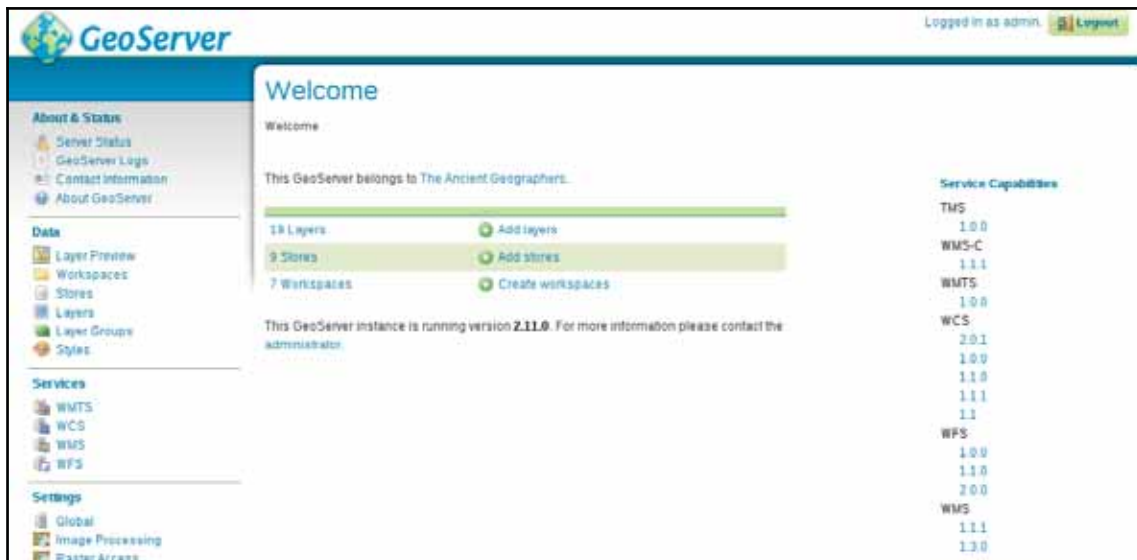 GeoServer
Logged in as admin.
Logout
About & Status
Server Status
GeoServer Logs
Contact Information
About GeoServer
Data
Layer Preview
Workspaces
Stores
Layers
Layer Groups
Styles
Services
WMTS
WCS
WMS
WFS
Settings
Global
Image Processing
Raster Access
Welcome
Welcome
This GeoServer belongs to The Ancient Geographers.
19 Layers
Add layers
9 Stores
Add stores
7 Workspaces
Create workspaces
This GeoServer instance is running version 2.11.0. For more information please contact the
administrator.
Service Capabilities
TMS
1.0.0
WMS-C
1.1.1
WMTS
1.0.0
WCS
2.0.1
1.0.0
1.1.0
1.1.1
1.1
WFS
1.0.0
1.1.0
2.0.0
WMS
1.1.1
1.3.0